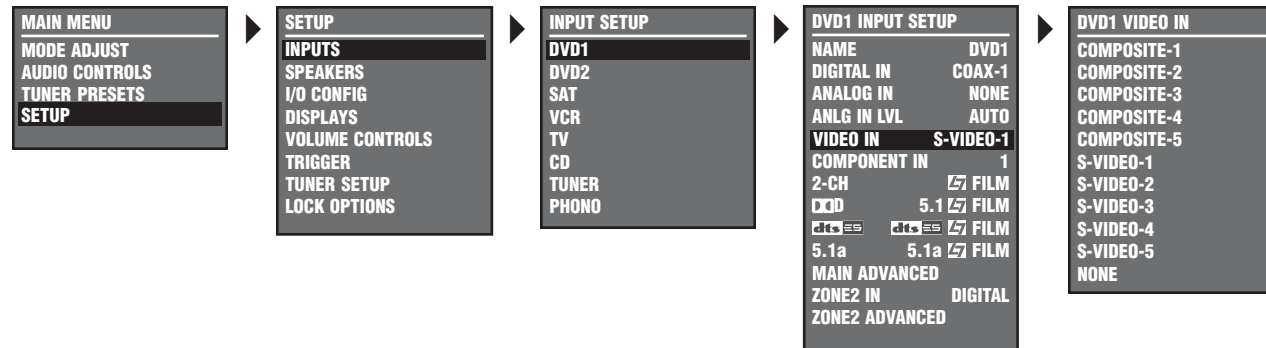 MAIN MENU
MODE ADJUST
AUDIO CONTROLS
TUNER PRESETS
SETUP
SETUP
INPUTS
SPEAKERS
I/O CONFIG
DISPLAYS
VOLUME CONTROLS
TRIGGER
TUNER SETUP
LOCK OPTIONS
INPUT SETUP
DVD1
DVD2
SAT
VCR
TV
CD
TUNER
PHONO
DVD1 INPUT SETUP
NAME DVD1
DIGITAL IN COAX-1
ANALOG IN NONE
ANLG IN LVL AUTO
VIDEO IN S-VIDEO-1
COMPONENT IN 1
2-CH L7 FILM
D 5.1 L7 FILM
dts ES dts ES L7 FILM
5.1a 5.1a L7 FILM
MAIN ADVANCED
ZONE2 IN DIGITAL
ZONE2 ADVANCED
DVD1 VIDEO IN
COMPOSITE-1
COMPOSITE-2
COMPOSITE-3
COMPOSITE-4
COMPOSITE-5
S-VIDEO-1
S-VIDEO-2
S-VIDEO-3
S-VIDEO-4
S-VIDEO-5
NONE